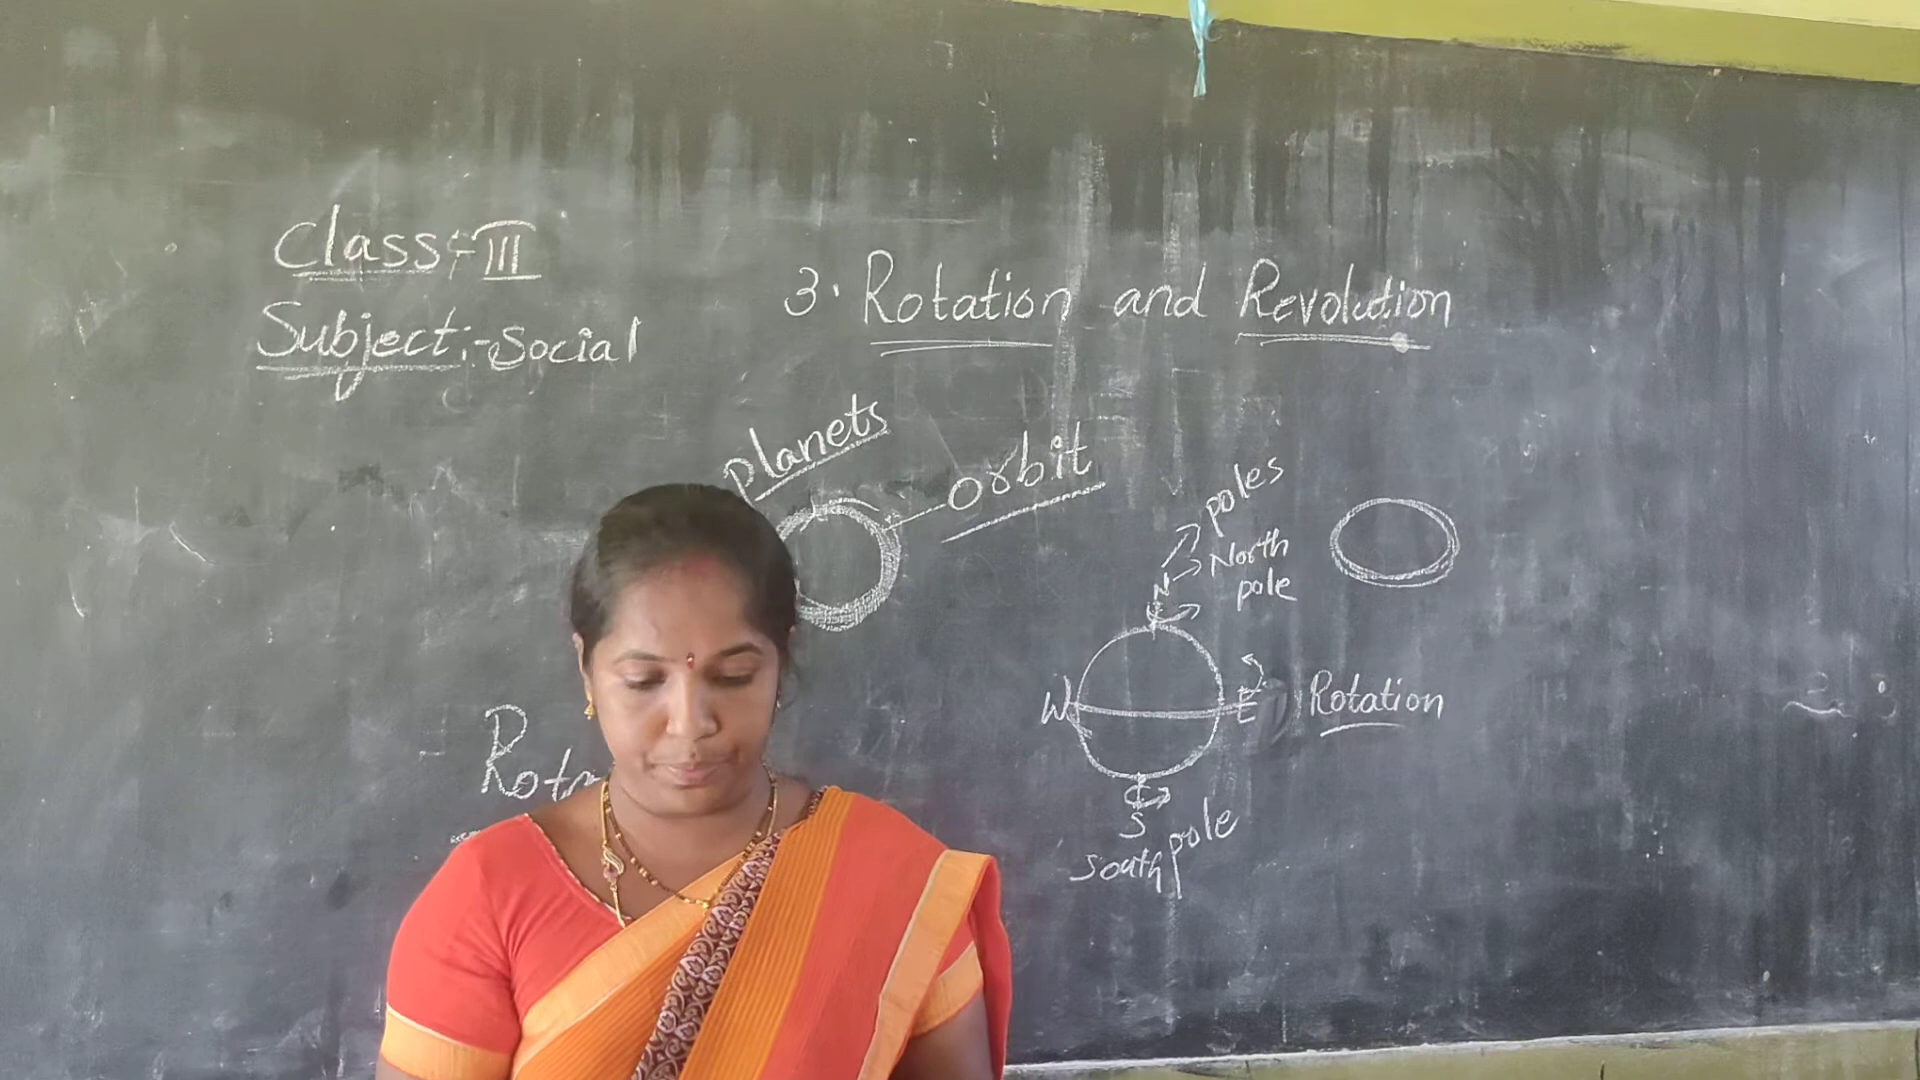 Class:-III
Subject:-Social
3. Rotation and Revolution
planets
orbit
poles
North
pole
N
W
E
Rotation
S
South pole